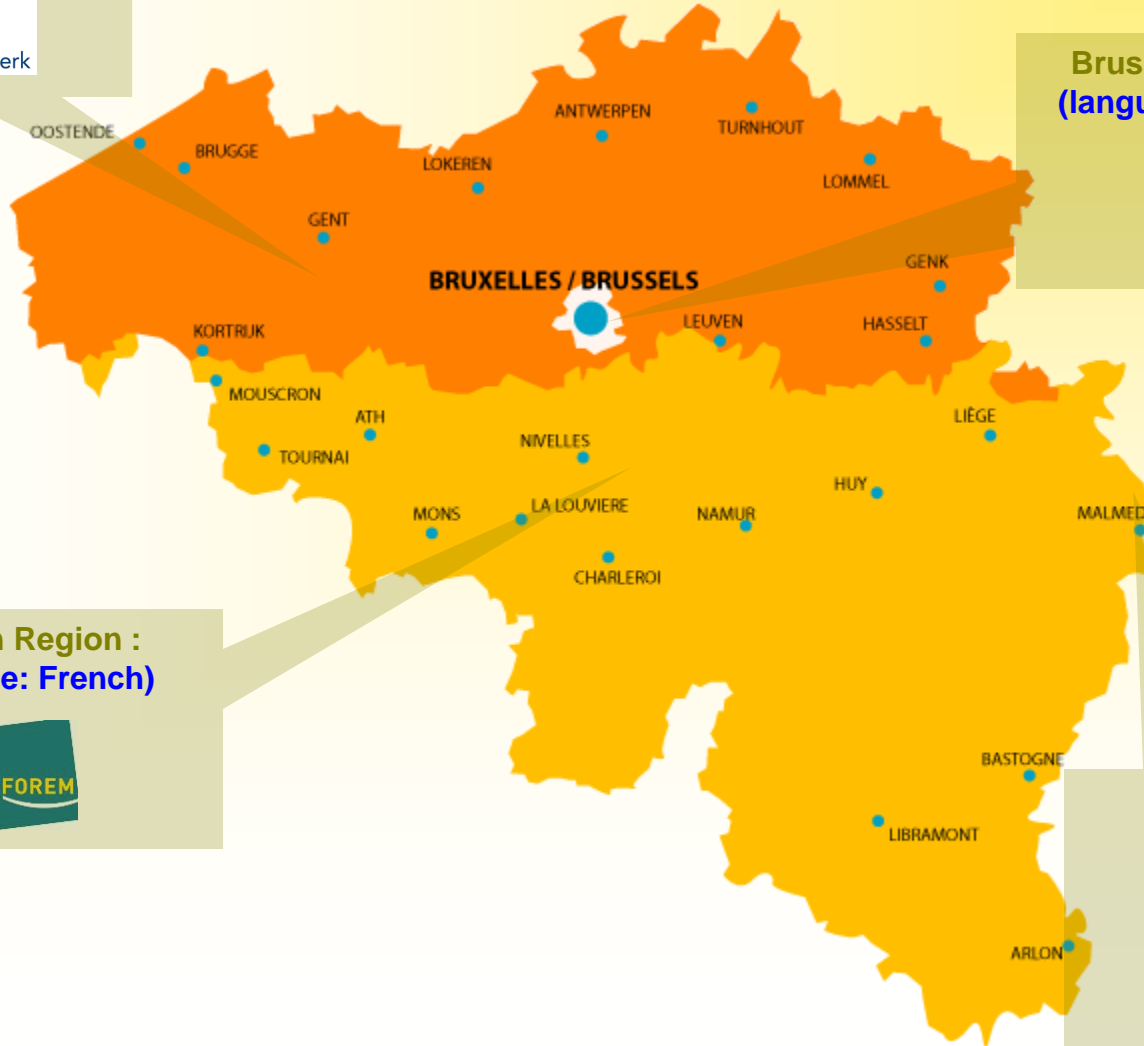 erk
Brus
(langu
OOSTENDE
BRUGGE
ANTWERPEN
TURNHOUT
LOKEREN
LOMMEL
GENT
GENK
BRUXELLES / BRUSSELS
KORTRIJK
LEUVEN
HASSELT
MOUSCRON
ATH
LIÈGE
TOURNAI
NIVELLES
HUY
MONS
LA LOUVIERE
NAMUR
MALMED
CHARLEROI
n Region :
e: French)
FOREM
BASTOGNE
LIBRAMONT
ARLON